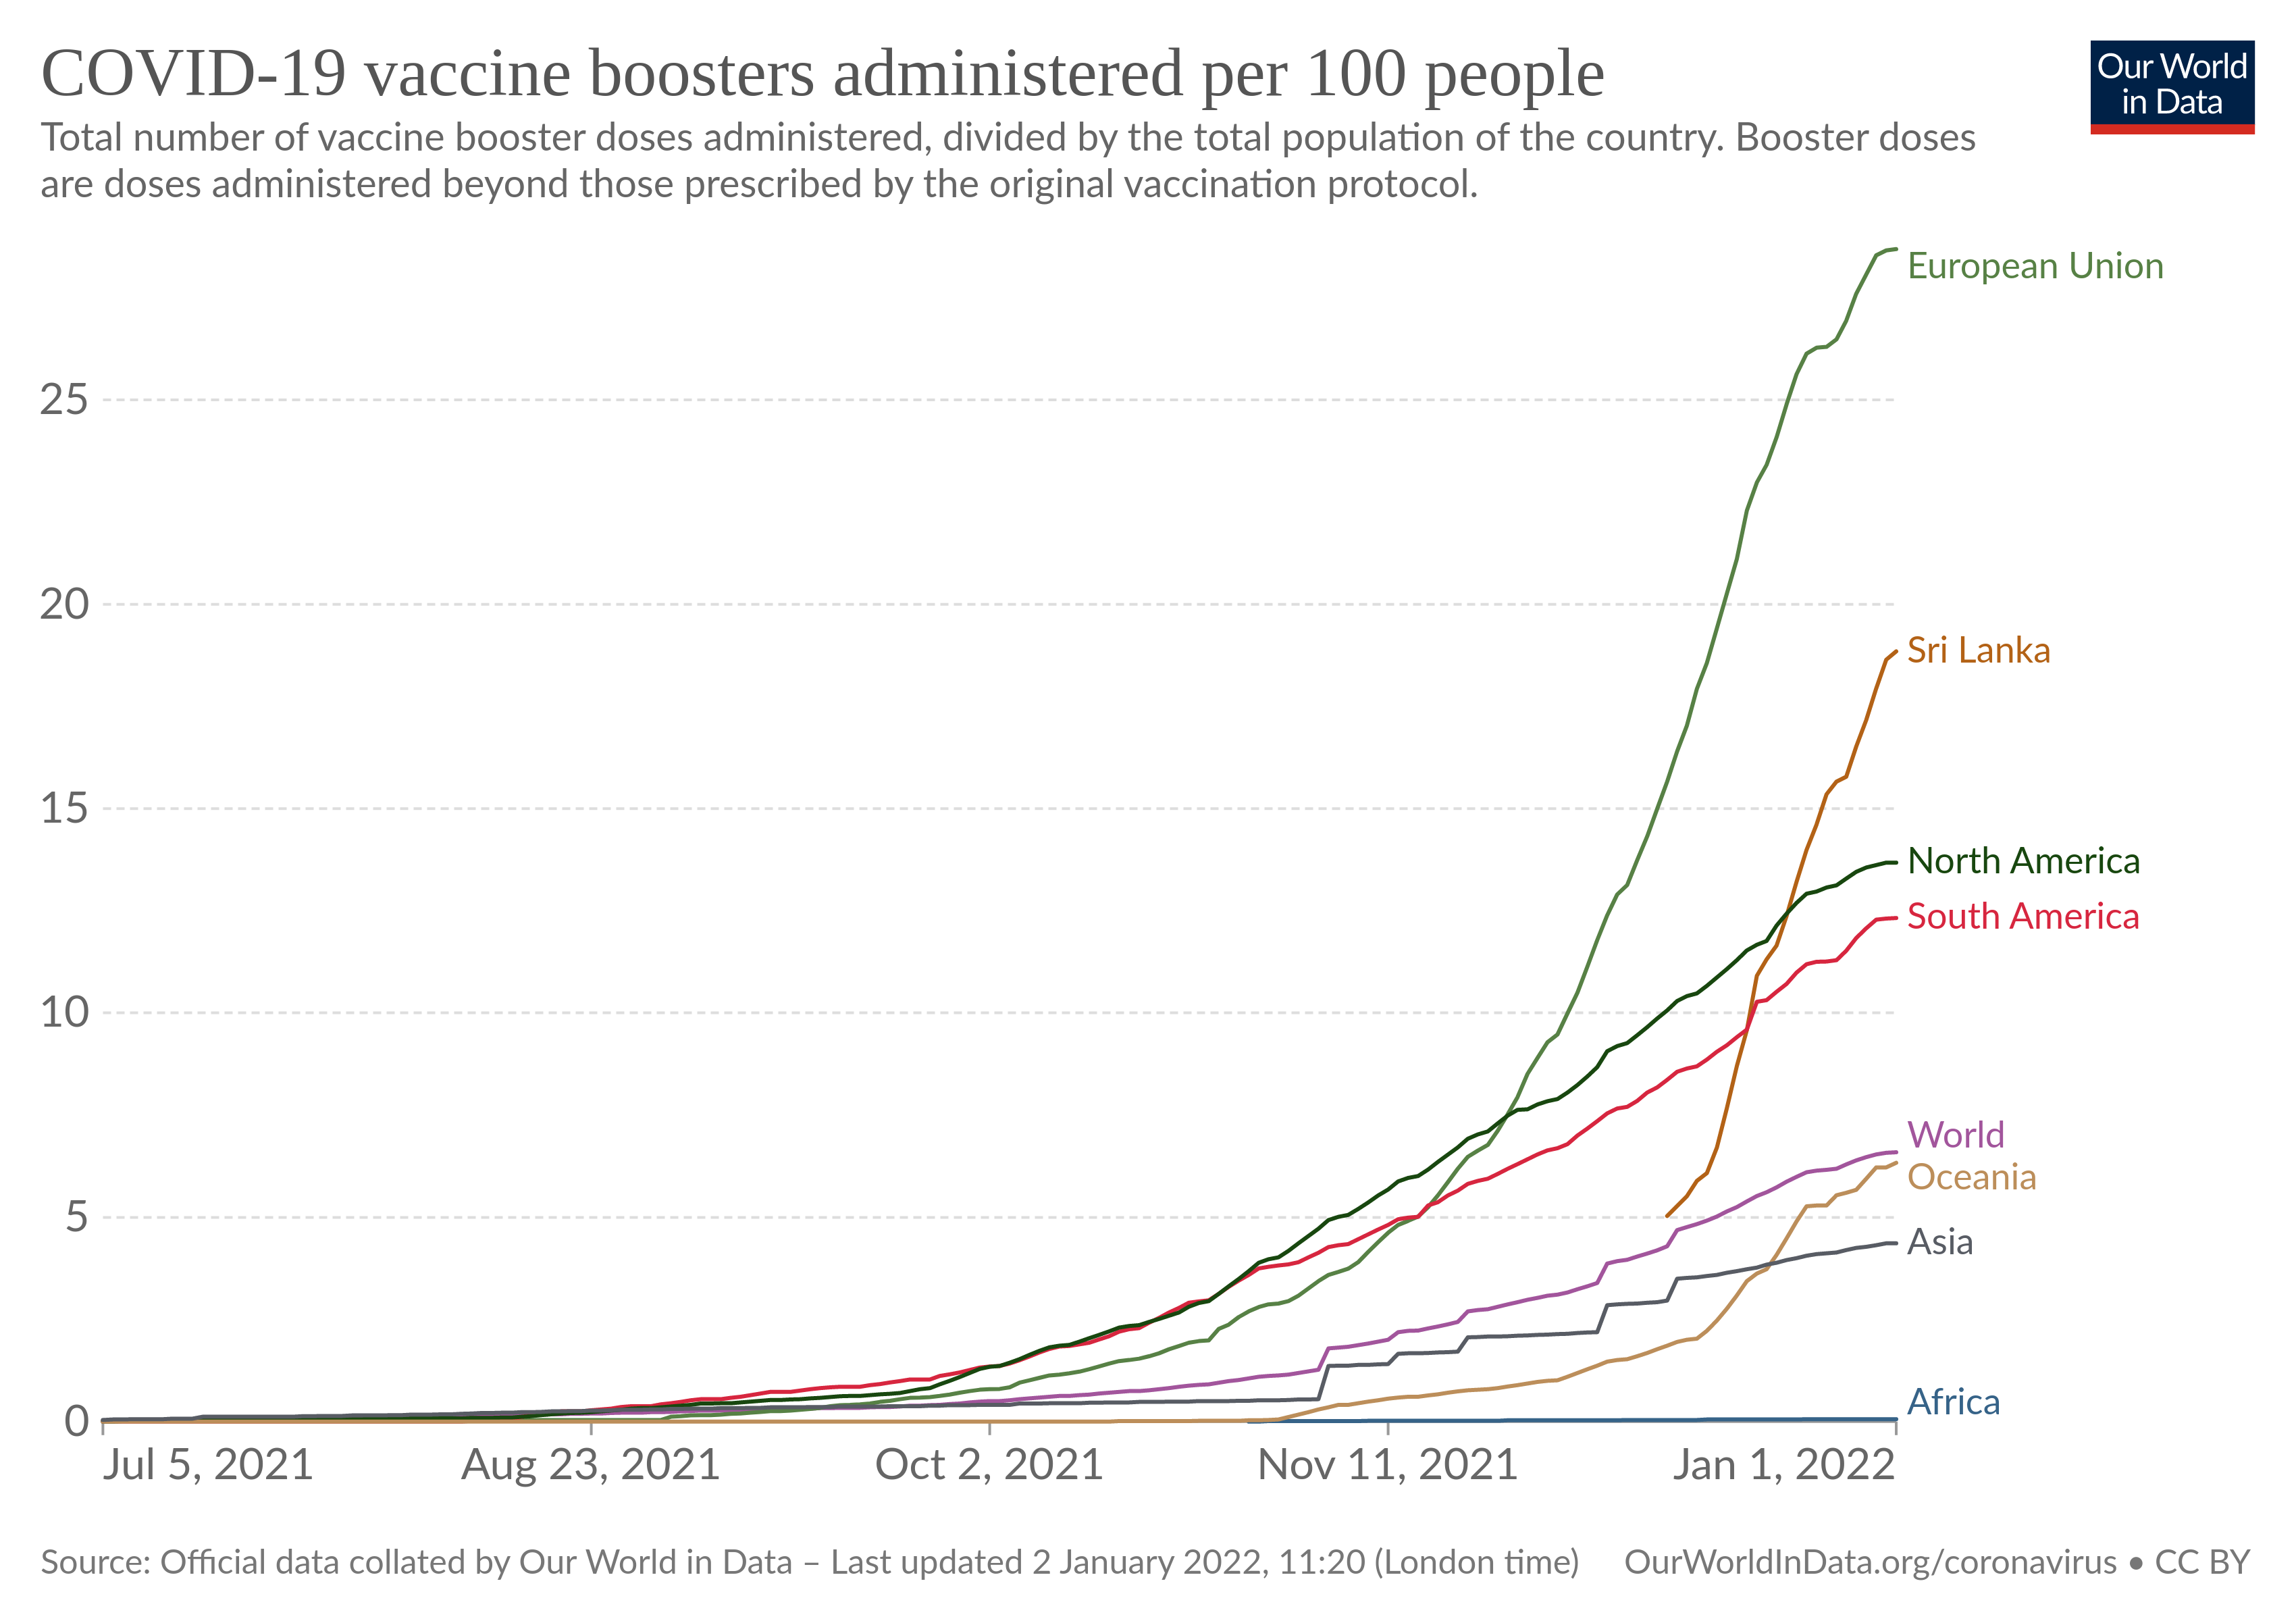 COVID-19 vaccine boosters administered per 100 people
Our World
in Data
Total number of vaccine booster doses administered, divided by the total population of the country. Booster doses
are doses administered beyond those prescribed by the original vaccination protocol.
European Union
25
20
Sri Lanka
15
North America
South America
10
World
Oceania
5
Asia
Africa
0
Jul 5, 2021
Aug 23, 2021
Oct 2, 2021
Nov 11, 2021
Jan 1, 2022
Source: Official data collated by Our World in Data – Last updated 2 January 2022, 11:20 (London time)
OurWorldInData.org/coronavirus • CC BY